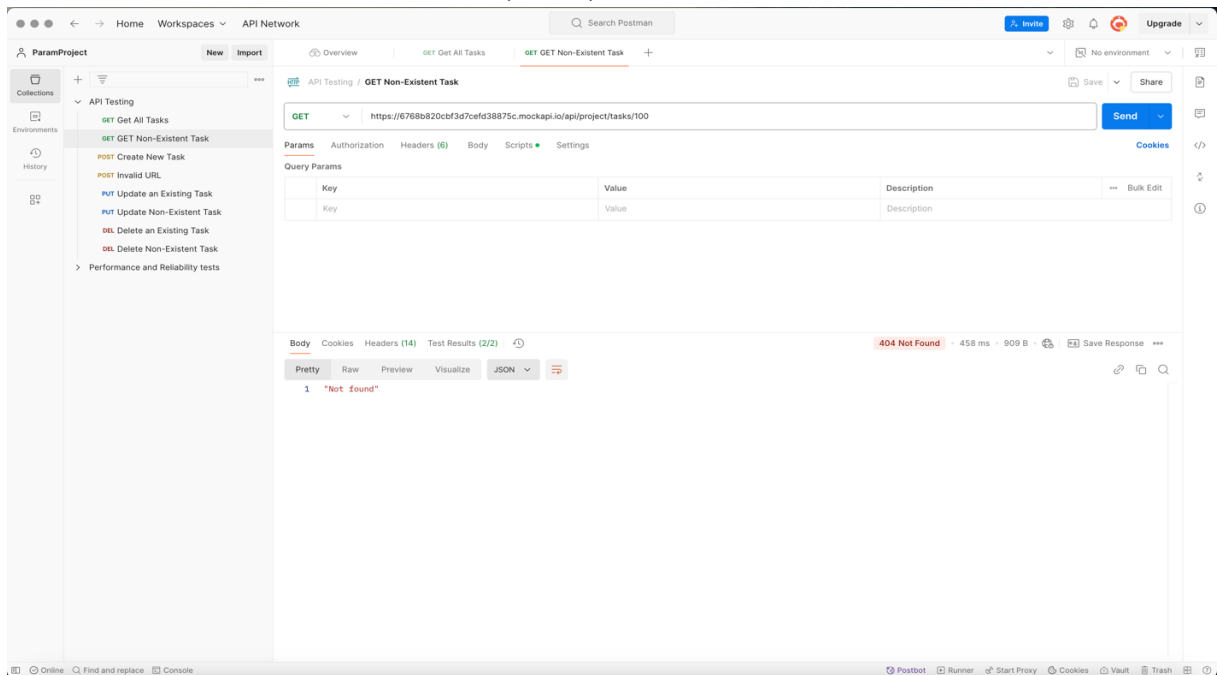 Home Workspaces API Network Search Postman Invite Upgrade
ParamProject New Import Overview GET Get All Tasks GET GET Non-Existent Task No environment
Collections
Environments
History
API Testing
GET Get All Tasks
GET GET Non-Existent Task
POST Create New Task
POST Invalid URL
PUT Update an Existing Task
PUT Update Non-Existent Task
DEL Delete an Existing Task
DEL Delete Non-Existent Task
Performance and Reliability tests
HTTP API Testing / GET Non-Existent Task Save Share
GET https://6768b820cbf3d7cefd38875c.mockapi.io/api/project/tasks/100 Send
Params Authorization Headers (6) Body Scripts Settings Cookies
Query Params
Key Value Description Bulk Edit
Key Value Description
Body Cookies Headers (14) Test Results (2/2) 404 Not Found 458 ms 909 B Save Response
Pretty Raw Preview Visualize JSON
1 "Not found"
Online Find and replace Console Postbot Runner Start Proxy Cookies Vault Trash